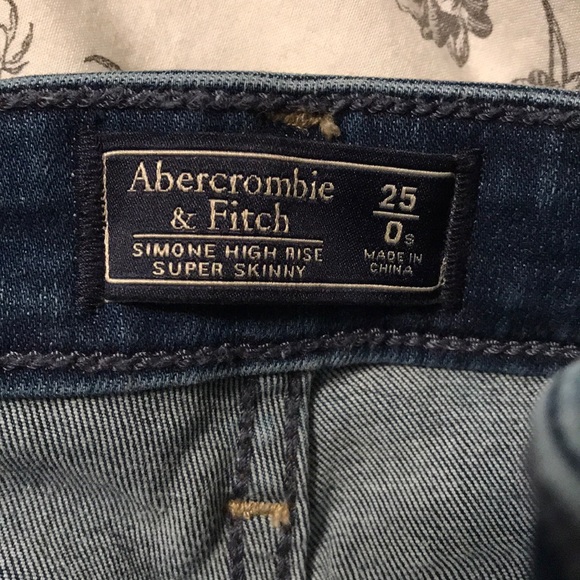 Abercrombie
& Fitch
SIMONE HIGH RISE
SUPER SKINNY
25
0S
MADE IN
CHINA